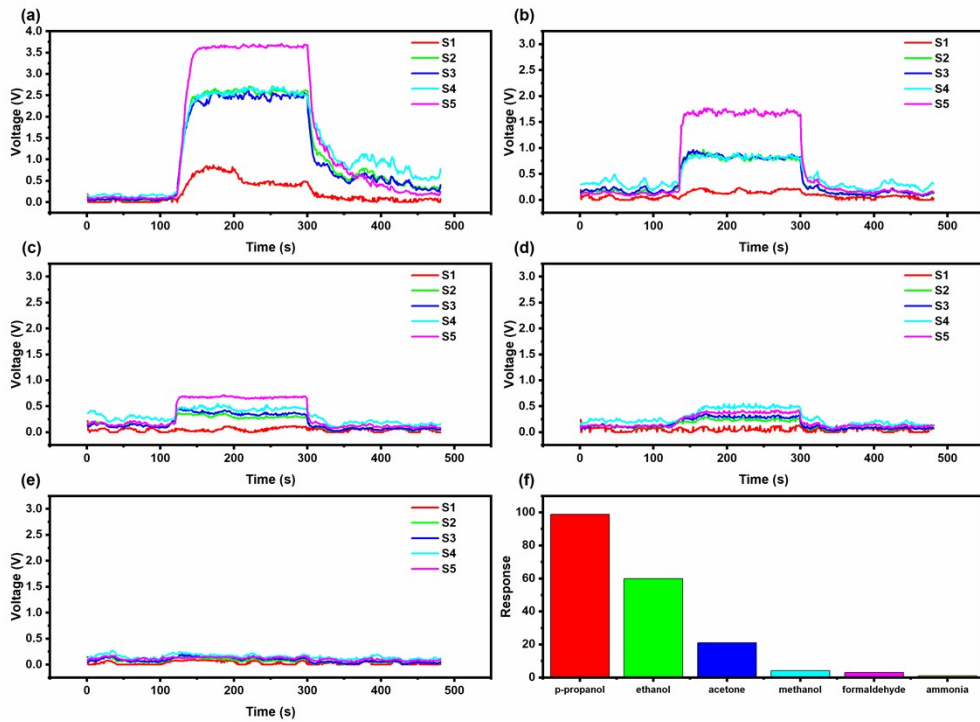 (a)
4.0
3.5
3.0
2.5
2.0
1.5
1.0
0.5
0.0
Voltage (V)
0 100 200 300 400 500
Time (s)
S1
S2
S3
S4
S5
(b)
3.0
2.5
2.0
1.5
1.0
0.5
0.0
Voltage (V)
0 100 200 300 400 500
Time (s)
S1
S2
S3
S4
S5
(c)
3.0
2.5
2.0
1.5
1.0
0.5
0.0
Voltage (V)
0 100 200 300 400 500
Time (s)
S1
S2
S3
S4
S5
(d)
3.0
2.5
2.0
1.5
1.0
0.5
0.0
Voltage (V)
0 100 200 300 400 500
Time (s)
S1
S2
S3
S4
S5
(e)
3.0
2.5
2.0
1.5
1.0
0.5
0.0
Voltage (V)
0 100 200 300 400 500
Time (s)
S1
S2
S3
S4
S5
(f)
100
80
60
40
20
0
Response
p-propanol ethanol acetone methanol formaldehyde ammonia